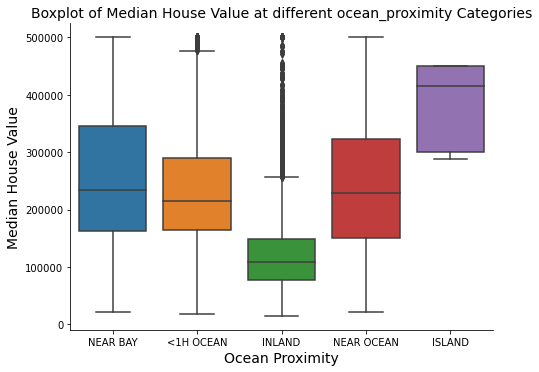 Boxplot of Median House Value at different ocean_proximity Categories
500000
400000
300000
200000
100000
0
Median House Value
NEAR BAY <1H OCEAN INLAND NEAR OCEAN ISLAND
Ocean Proximity